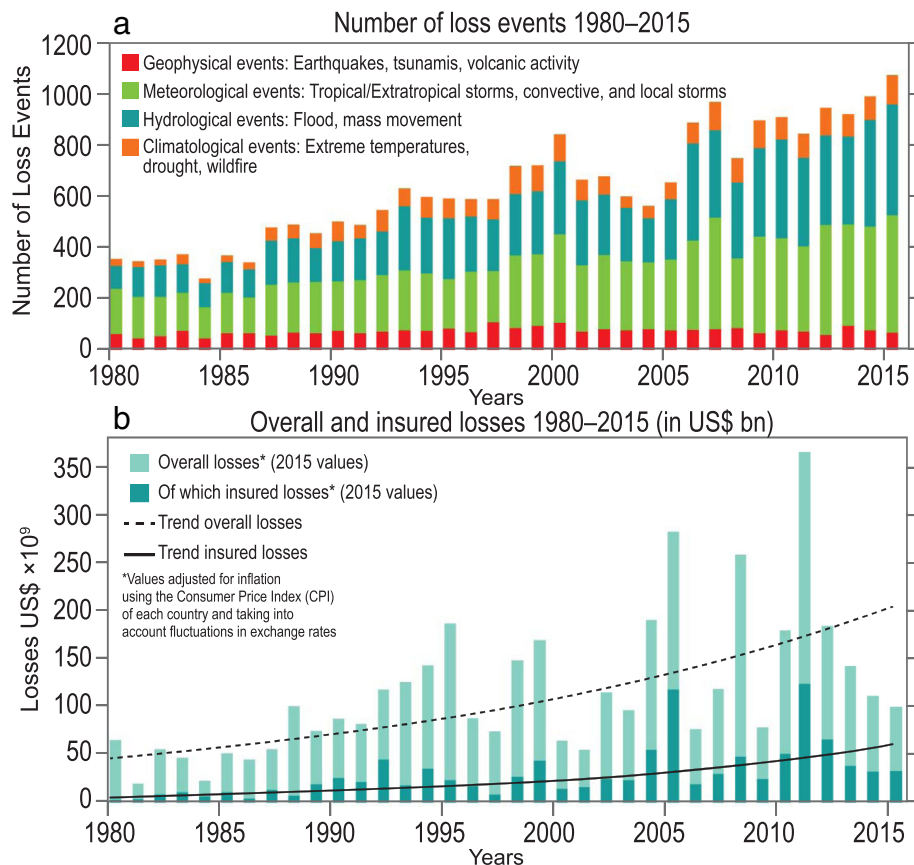 a
Number of loss events 1980–2015
1200
1000
800
600
400
200
0
Number of Loss Events
Geophysical events: Earthquakes, tsunamis, volcanic activity
Meteorological events: Tropical/Extratropical storms, convective, and local storms
Hydrological events: Flood, mass movement
Climatological events: Extreme temperatures,
drought, wildfire
1980 1985 1990 1995 2000 2005 2010 2015
Years
b
Overall and insured losses 1980–2015 (in US$ bn)
350
300
250
200
150
100
50
0
Losses US$ ×10⁹
Overall losses* (2015 values)
Of which insured losses* (2015 values)
Trend overall losses
Trend insured losses
*Values adjusted for inflation
using the Consumer Price Index (CPI)
of each country and taking into
account fluctuations in exchange rates
1980 1985 1990 1995 2000 2005 2010 2015
Years